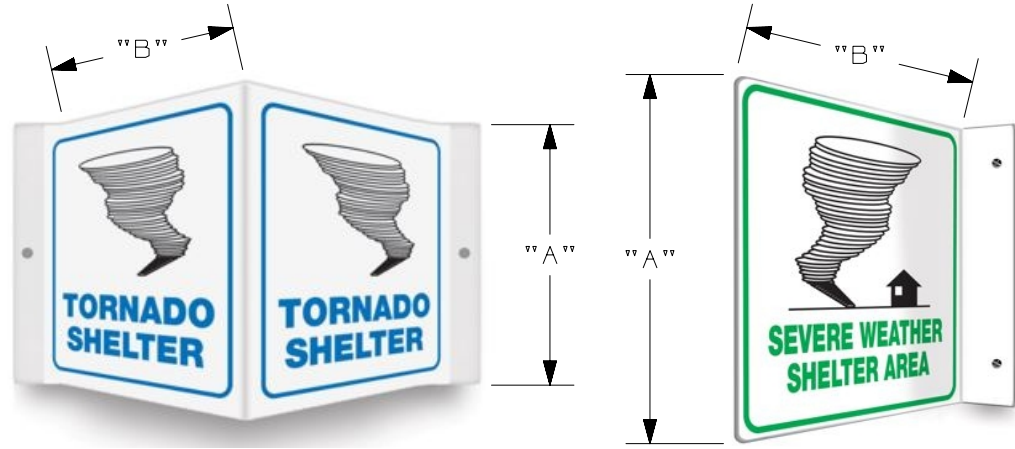 "B"
"B"
TORNADO
SHELTER
TORNADO
SHELTER
"A"
"A"
SEVERE WEATHER
SHELTER AREA